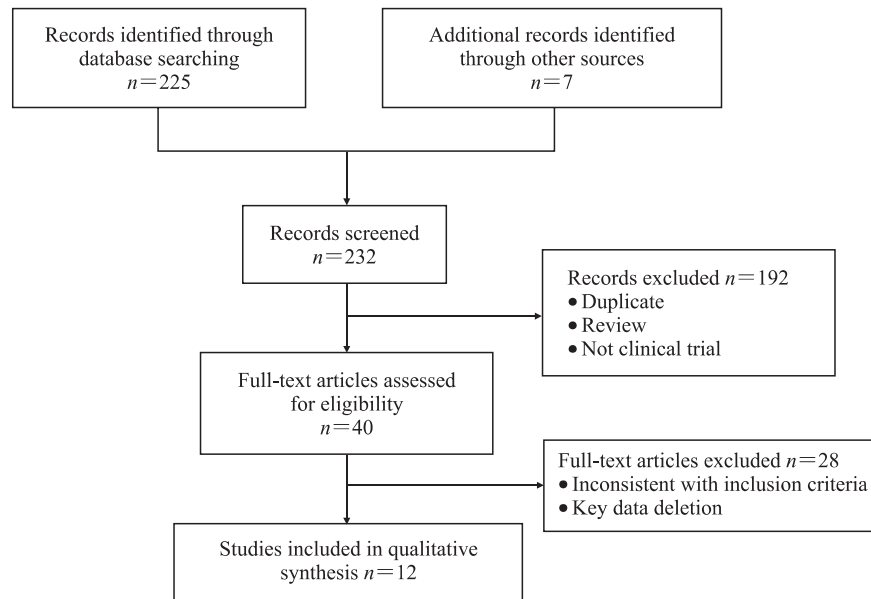 Records identified through
database searching
n=225
Additional records identified
through other sources
n=7
Records screened
n=232
Records excluded n=192
● Duplicate
● Review
● Not clinical trial
Full-text articles assessed
for eligibility
n=40
Full-text articles excluded n=28
● Inconsistent with inclusion criteria
● Key data deletion
Studies included in qualitative
synthesis n=12